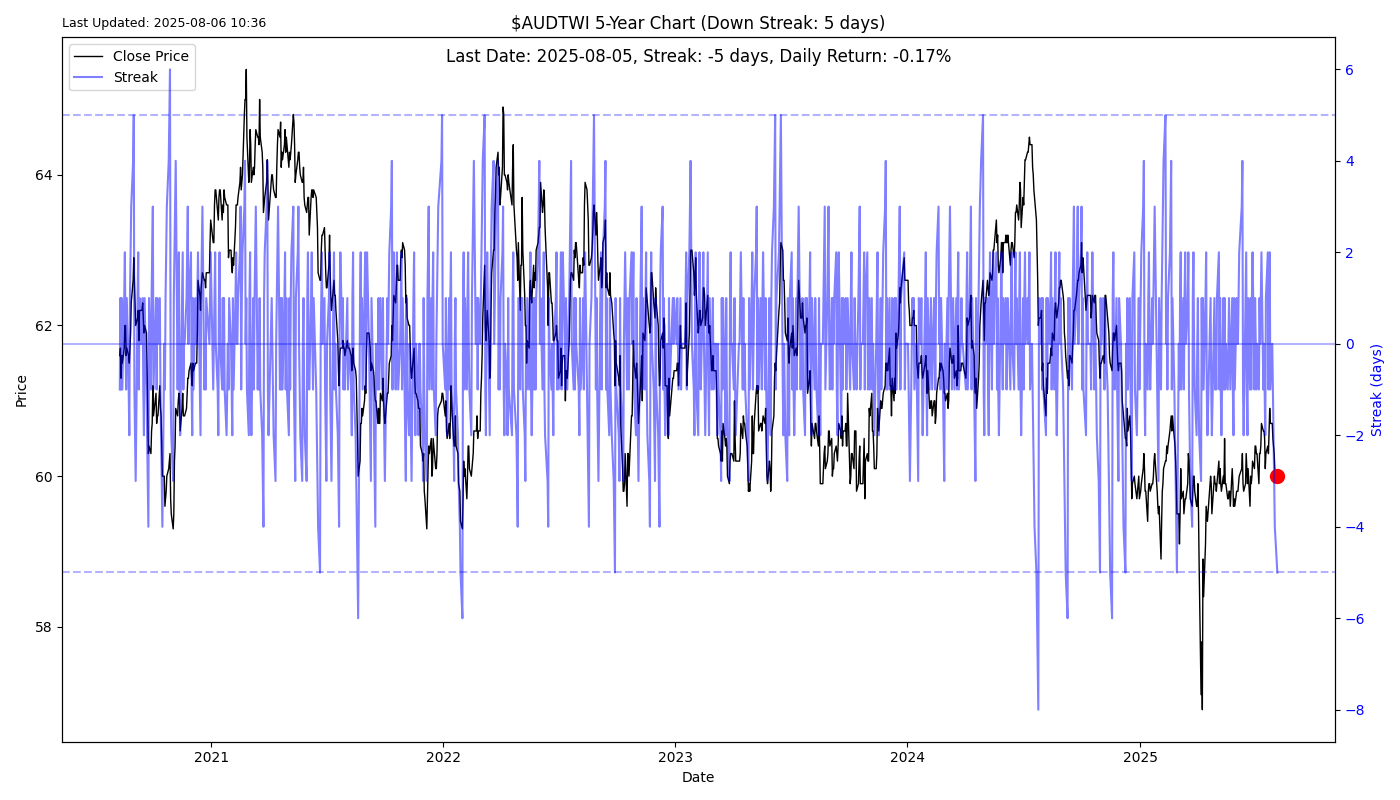 Last Updated: 2025-08-06 10:36
$AUDTWI 5-Year Chart (Down Streak: 5 days)
Last Date: 2025-08-05, Streak: -5 days, Daily Return: -0.17%
Close Price
Streak
Price
64
62
60
58
6
4
2
0
−2
−4
−6
−8
Streak (days)
2021 2022 2023 2024 2025
Date